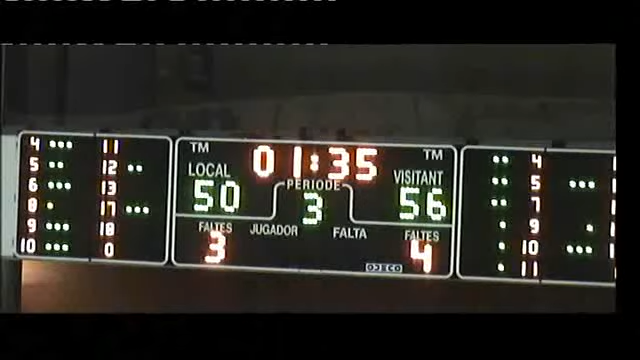 TM 01:35 TM
LOCAL PERIODE VISITANT
50 3 56
FALTES JUGADOR FALTA FALTES
3 4
ODECO
4 11
5 12
6 13
8 17
9 18
10 0
4
5
7
9
10
11